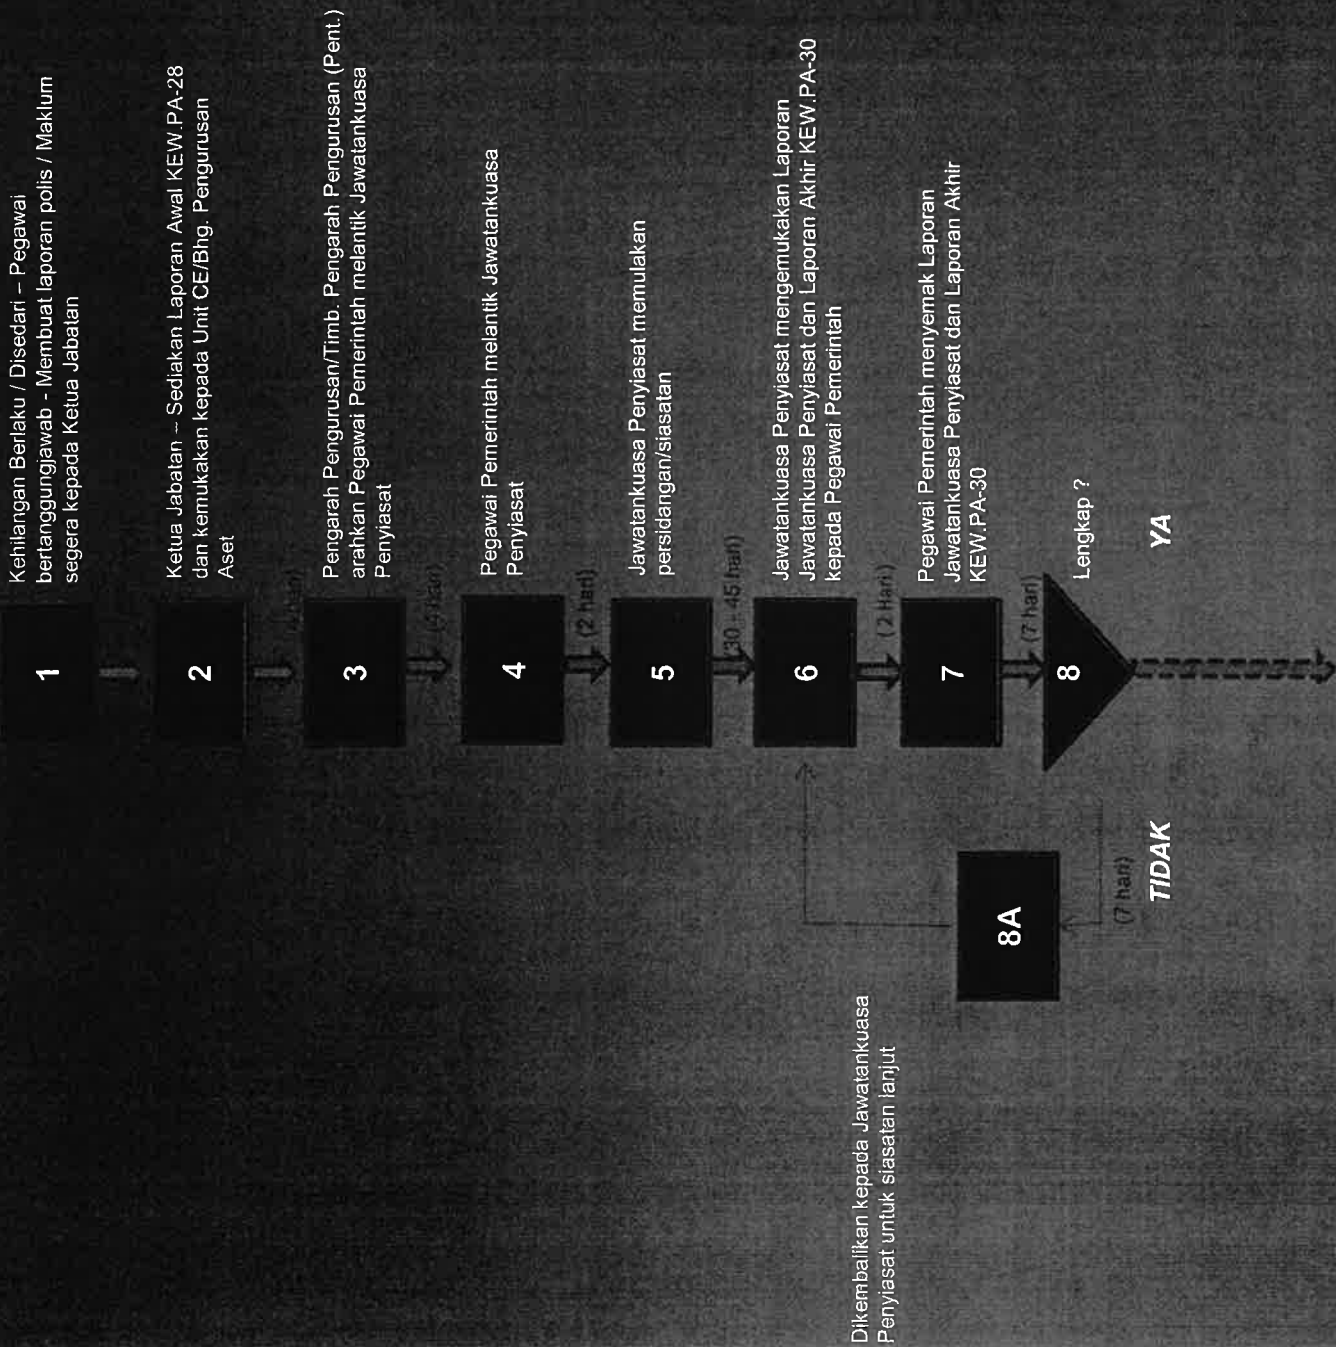 1
Kehilangan Berlaku / Disedari – Pegawai
bertanggungjawab - Membuat laporan polis / Maklum
segera kepada Ketua Jabatan
2
Ketua Jabatan – Sediakan Laporan Awal KEW.PA-28
dan kemukakan kepada Unit CE/Bhg. Pengurusan
Aset
hari)
3
Pengarah Pengurusan/Timb. Pengarah Pengurusan (Pent.)
arahkan Pegawai Pemerintah melantik Jawatankuasa
Penyiasat
hari)
4
Pegawai Pemerintah melantik Jawatankuasa
Penyiasat
(2 hari)
5
Jawatankuasa Penyiasat memulakan
persidangan/siasatan
(30 - 45 hari)
6
Jawatankuasa Penyiasat mengemukakan Laporan
Jawatankuasa Penyiasat dan Laporan Akhir KEW.PA-30
kepada Pegawai Pemerintah
(2 Hari)
7
Pegawai Pemerintah menyemak Laporan
Jawatankuasa Penyiasat dan Laporan Akhir
KEW.PA-30
(7 hari)
8
Lengkap ?
YA
TIDAK
(7 hari)
8A
Dikembalikan kepada Jawatankuasa
Penyiasat untuk siasatan lanjut